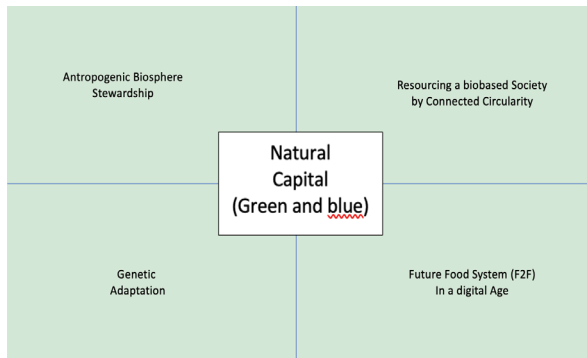 Antropogenic Biosphere
Stewardship
Resourcing a biobased Society
by Connected Circularity
Natural
Capital
(Green and blue)
Genetic
Adaptation
Future Food System (F2F)
In a digital Age